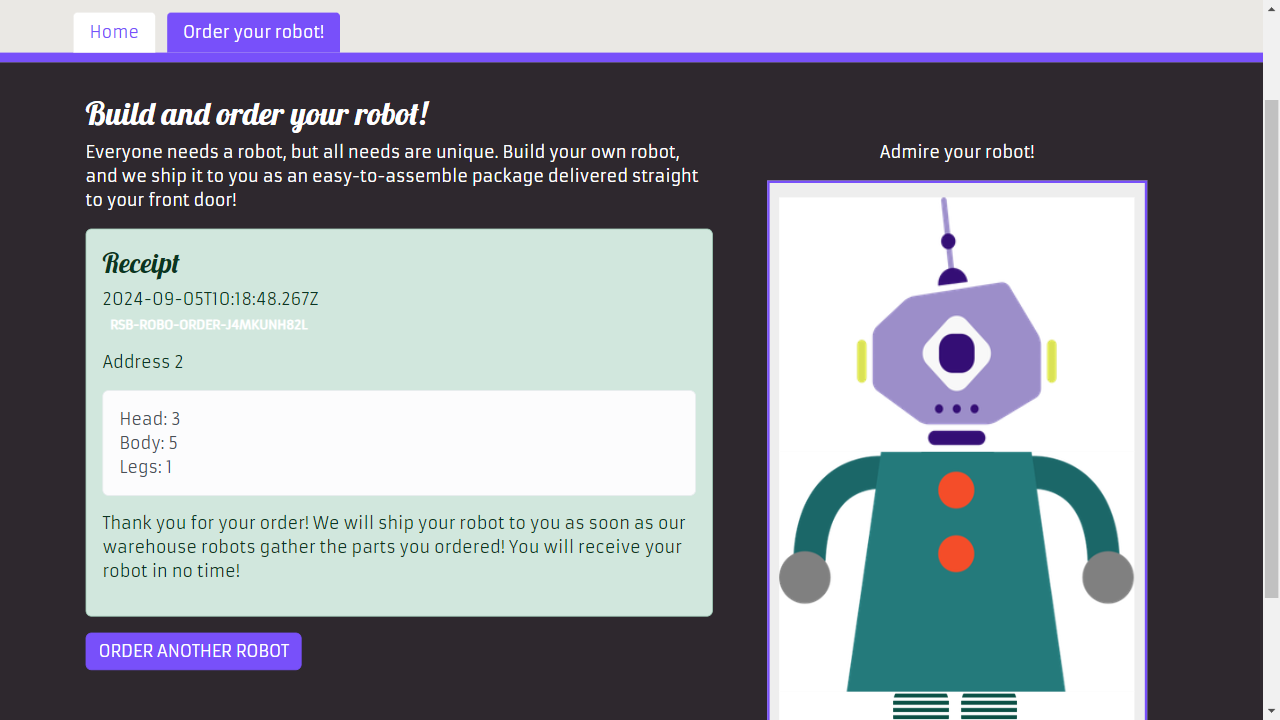 Home
Order your robot!
Build and order your robot!
Everyone needs a robot, but all needs are unique. Build your own robot,
and we ship it to you as an easy-to-assemble package delivered straight
to your front door!
Receipt
2024-09-05T10:18:48.267Z
RSB-ROBO-ORDER-J4MKUNH82L
Address 2
Head: 3
Body: 5
Legs: 1
Thank you for your order! We will ship your robot to you as soon as our
warehouse robots gather the parts you ordered! You will receive your
robot in no time!
ORDER ANOTHER ROBOT
Admire your robot!